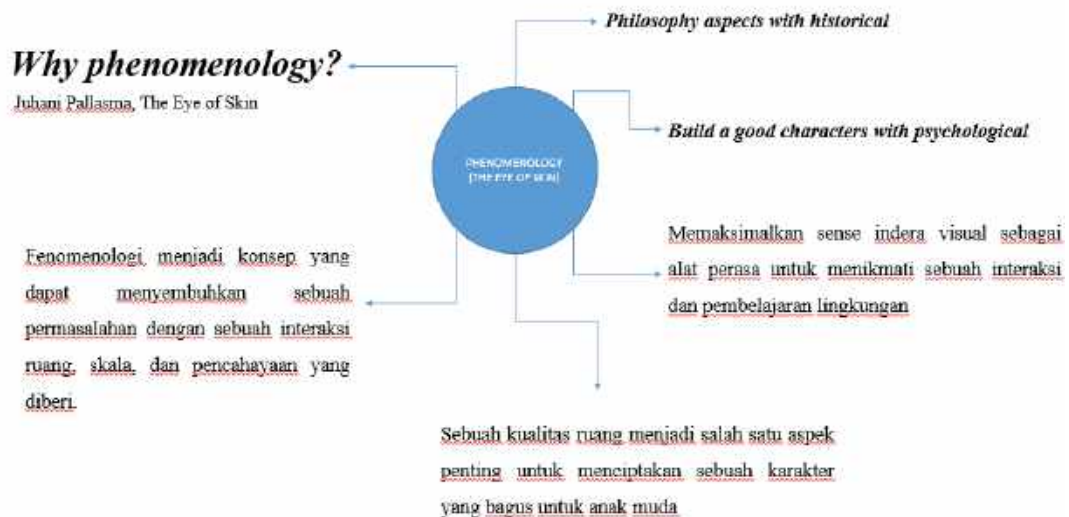 Philosophy aspects with historical
Why phenomenology?
Juhani Pallasma, The Eye of Skin
Build a good characters with psychological
PHENOMENOLOGY
(THE EYE OF SKIN)
Memaksimalkan sense indera visual sebagai
alat perasa untuk menikmati sebuah interaksi
dan pembelajaran lingkungan
Fenomenologi menjadi konsep yang
dapat menyembuhkan sebuah
permasalahan dengan sebuah interaksi
ruang, skala, dan pencahayaan yang
diberi.
Sebuah kualitas ruang menjadi salah satu aspek
penting untuk menciptakan sebuah karakter
yang bagus untuk anak muda